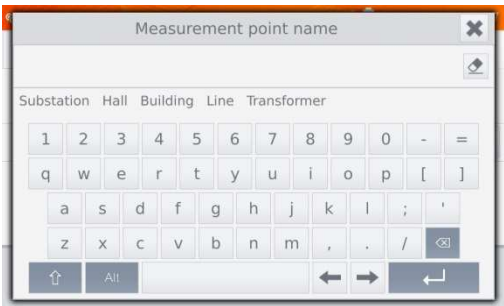 Measurement point name
Substation Hall Building Line Transformer
1 2 3 4 5 6 7 8 9 0 - =
q w e r t y u i o p [ ]
a s d f g h j k l ; '
z x c v b n m , . /
Alt